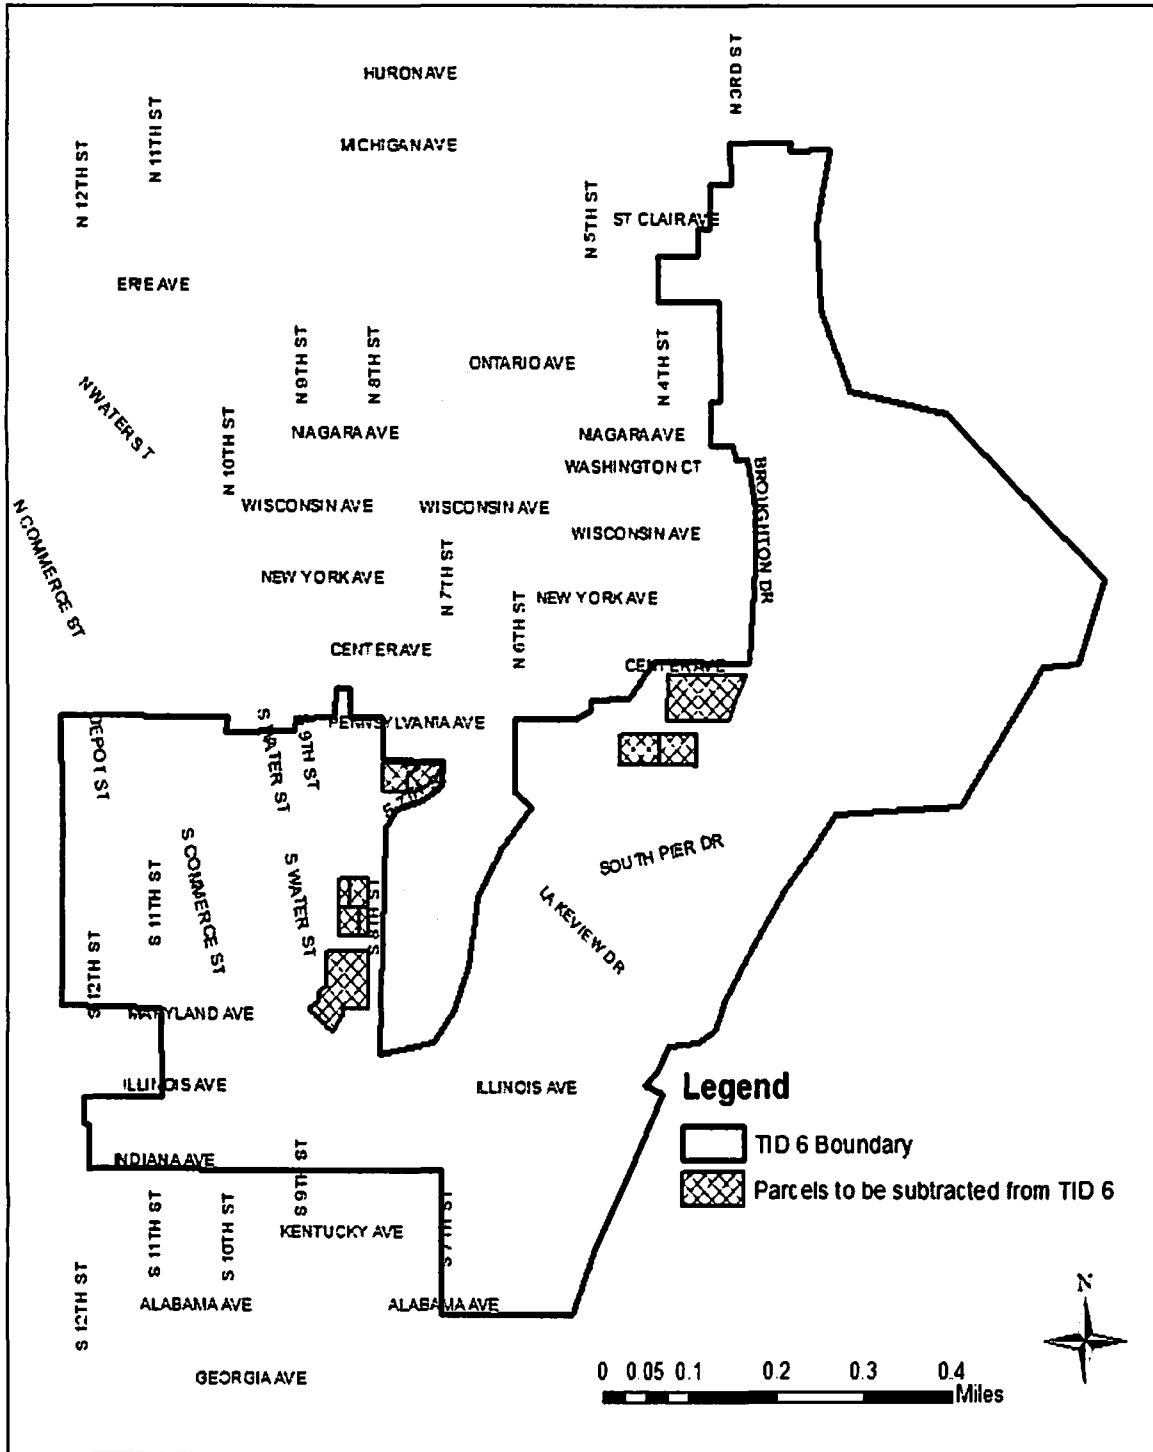 N 3RD ST
HURON AVE
MICHIGAN AVE
N 11TH ST
N 12TH ST
N 5TH ST
ST CLAIR AVE
ERIE AVE
N 9TH ST
N 8TH ST
ONTARIO AVE
N 4TH ST
N WATER ST
N 10TH ST
NIAGARA AVE
NIAGARA AVE
WASHINGTON CT
BROUGHTON DR
N COMMERCE ST
WISCONSIN AVE
WISCONSIN AVE
WISCONSIN AVE
N 7TH ST
NEW YORK AVE
NEW YORK AVE
N 6TH ST
CENTER AVE
CENTER AVE
DEPOT ST
S WATER ST
S 9TH ST
PENNSYLVANIA AVE
S COMMERCE ST
S 11TH ST
S WATER ST
S 8TH ST
SOUTH PIER DR
LAKEVIEW DR
S 12TH ST
MARYLAND AVE
ILLINOIS AVE
ILLINOIS AVE
Legend
TID 6 Boundary
Parcels to be subtracted from TID 6
INDIANA AVE
S 9TH ST
S 11TH ST
S 10TH ST
KENTUCKY AVE
S 7TH ST
S 12TH ST
ALABAMA AVE
ALABAMA AVE
N
GEORGIA AVE
0 0.05 0.1 0.2 0.3 0.4
Miles